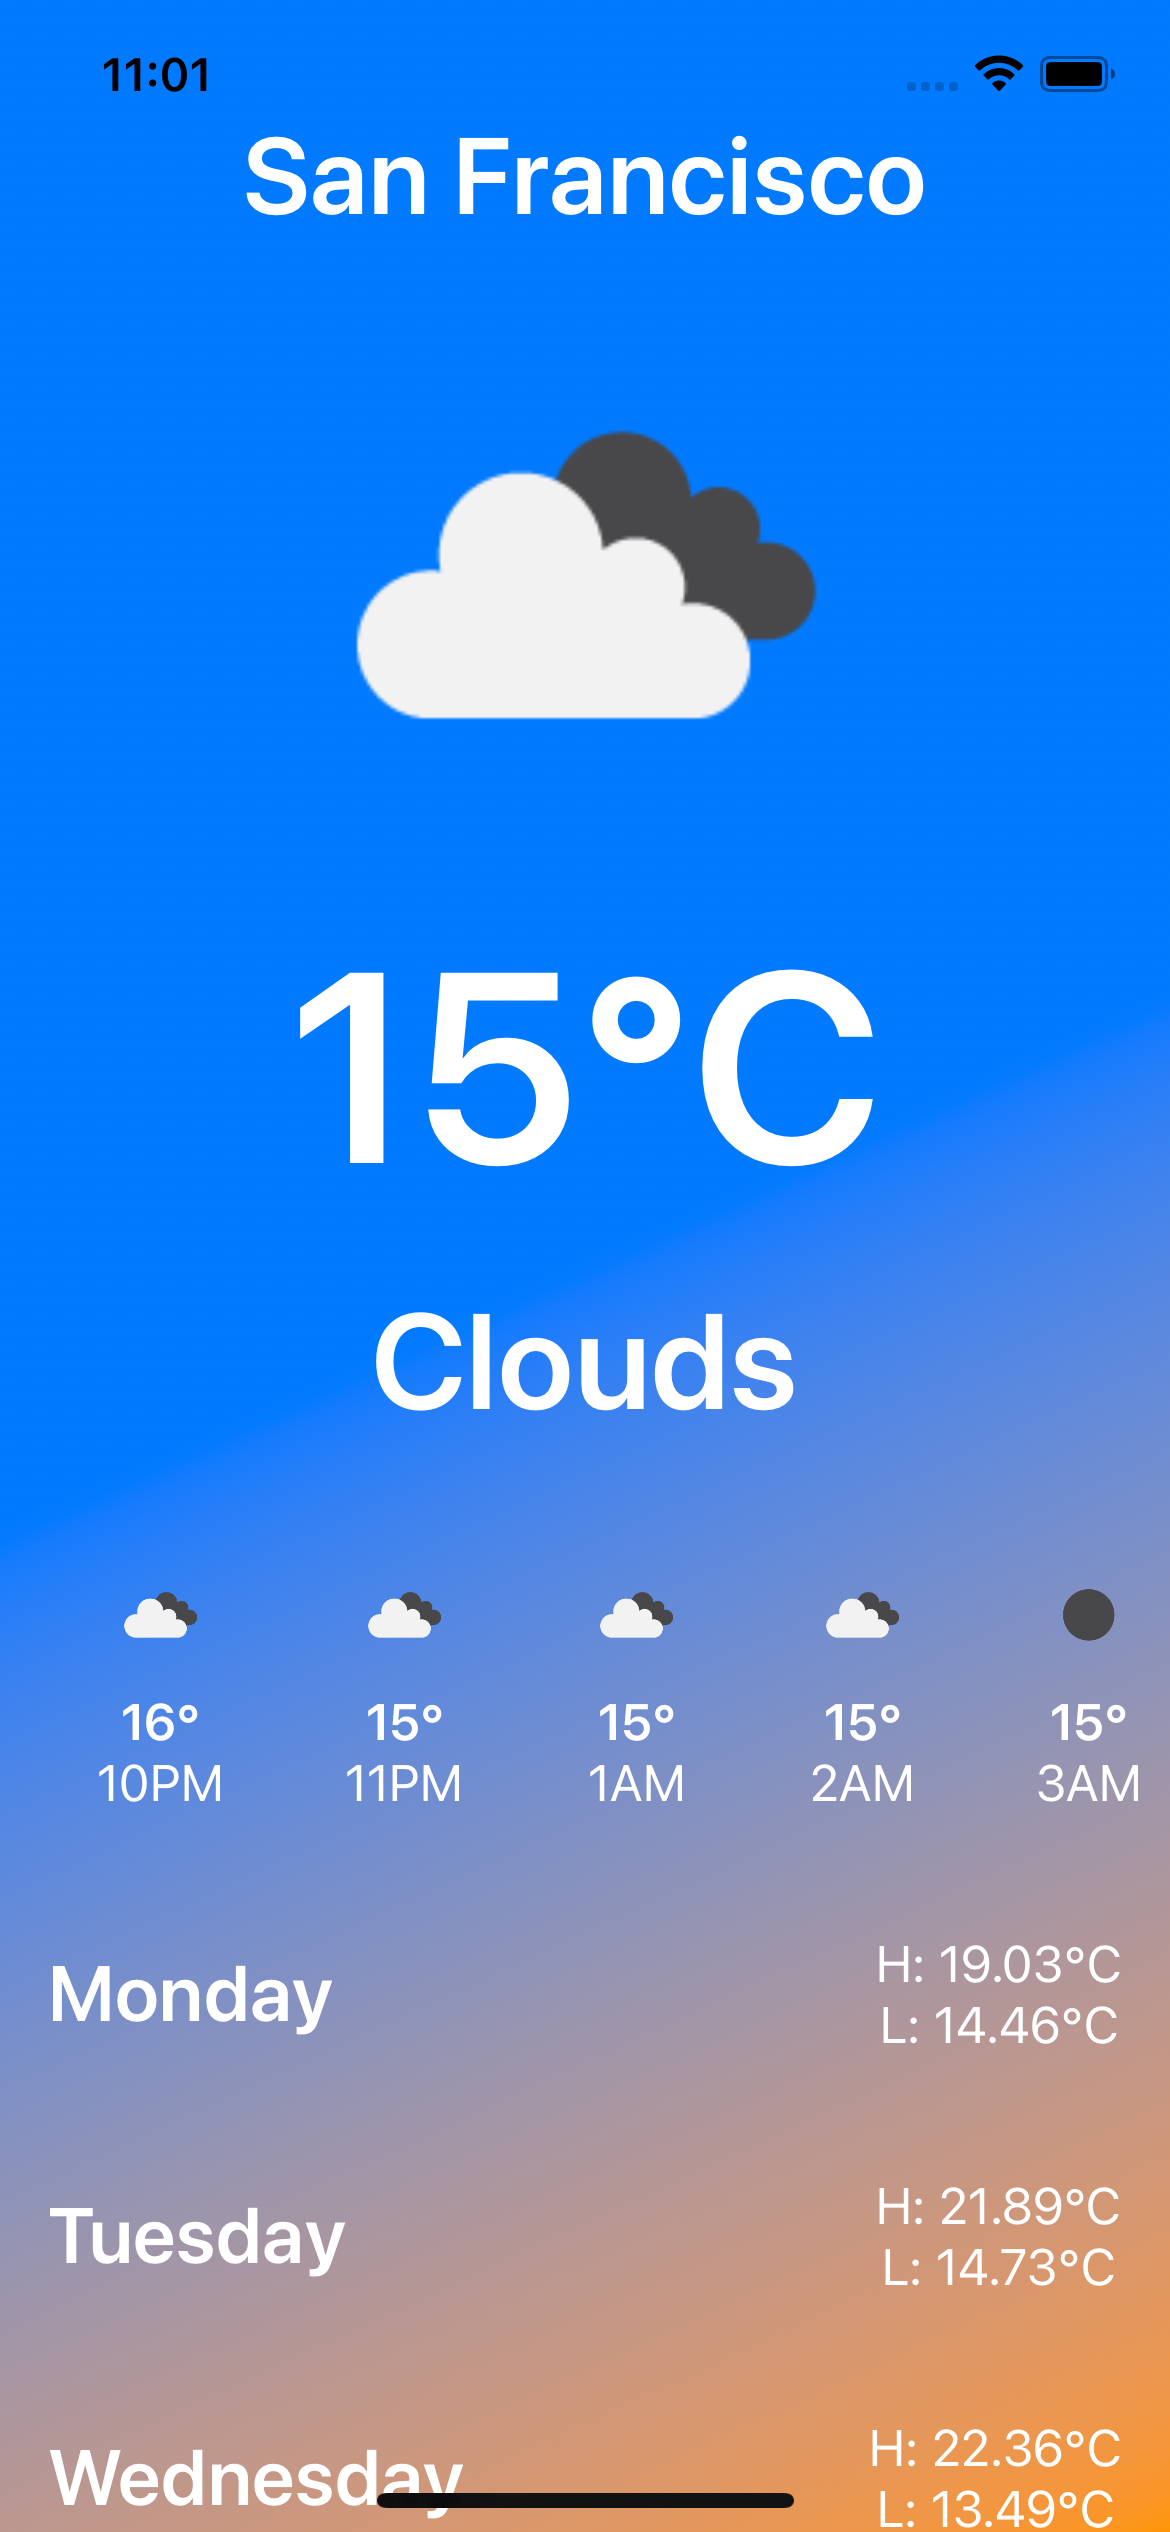 11:01
San Francisco
15°C
Clouds
16° 15° 15° 15° 15°
10PM 11PM 1AM 2AM 3AM
Monday
H: 19.03°C
L: 14.46°C
Tuesday
H: 21.89°C
L: 14.73°C
Wednesday
H: 22.36°C
L: 13.49°C